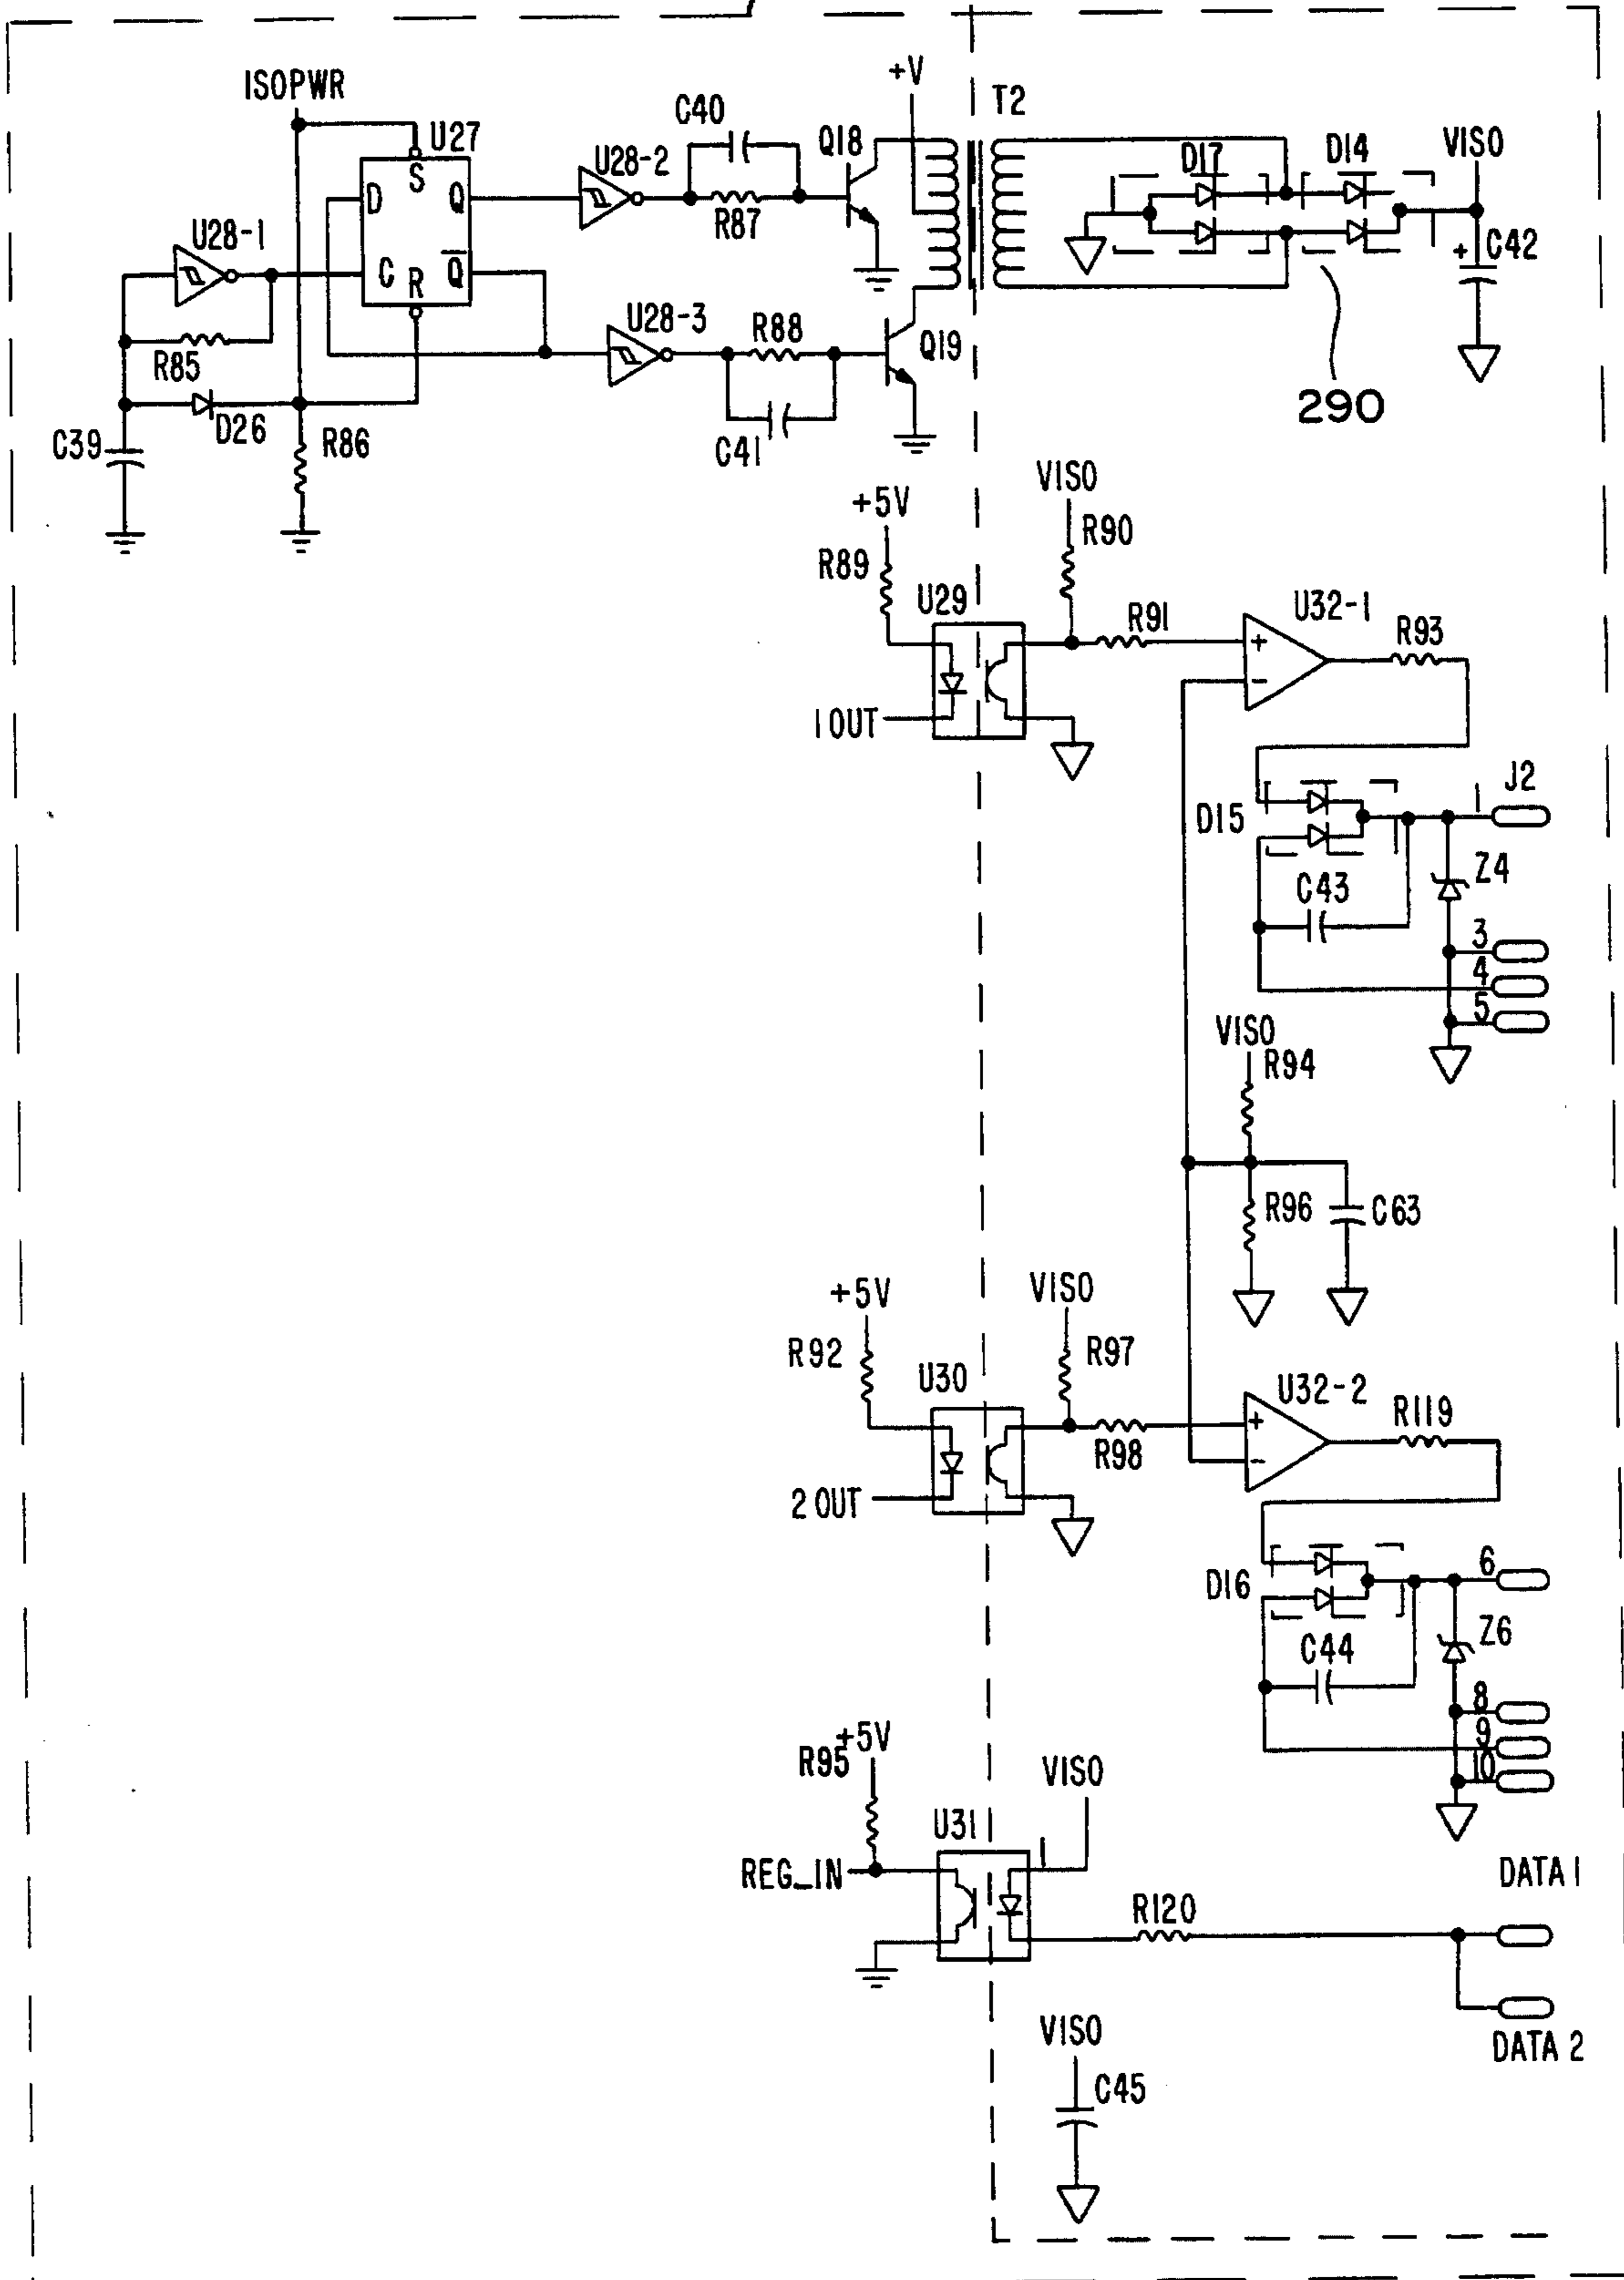 ISOPWR
U27
S
D
Q
C
R
Q
U28-1
R85
D26
C39
R86
U28-2
C40
R87
Q18
+V
T2
D17
D14
VISO
+
C42
290
U28-3
R88
C41
Q19
+5V
R89
U29
1 OUT
VISO
R90
R91
U32-1
+
-
R93
D15
1
J2
Z4
C43
3
4
5
VISO
R94
R96
C63
+5V
R92
U30
2 OUT
VISO
R97
R98
U32-2
+
-
R119
D16
6
Z6
C44
8
9
10
+5V
R95
U31
REG_IN
VISO
1
R120
DATA 1
DATA 2
VISO
C45